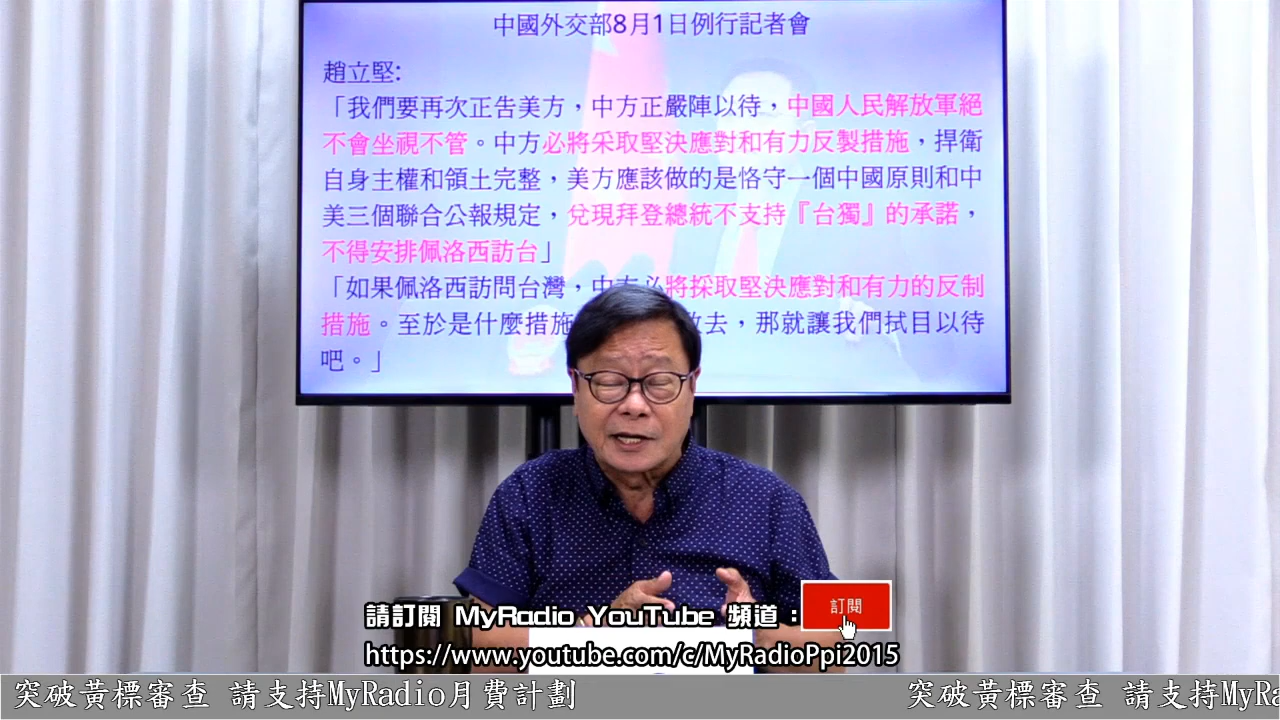 中國外交部8月1日例行記者會
趙立堅:
「我們要再次正告美方，中方正嚴陣以待，中國人民解放軍絕
不會坐視不管。中方必將采取堅決應對和有力反製措施，捍衛
自身主權和領土完整，美方應該做的是恪守一個中國原則和中
美三個聯合公報規定，兌現拜登總統不支持『台獨』的承諾，
不得安排佩洛西訪台」
「如果佩洛西訪問台灣，中方必將採取堅決應對和有力的反制
措施。至於是什麼措施 去，那就讓我們拭目以待
吧。」
請訂閱 MyRadio YouTube 頻道：
訂閱
https://www.youtube.com/c/MyRadioPpi2015
突破黃標審查 請支持MyRadio月費計劃 突破黃標審查 請支持MyRa